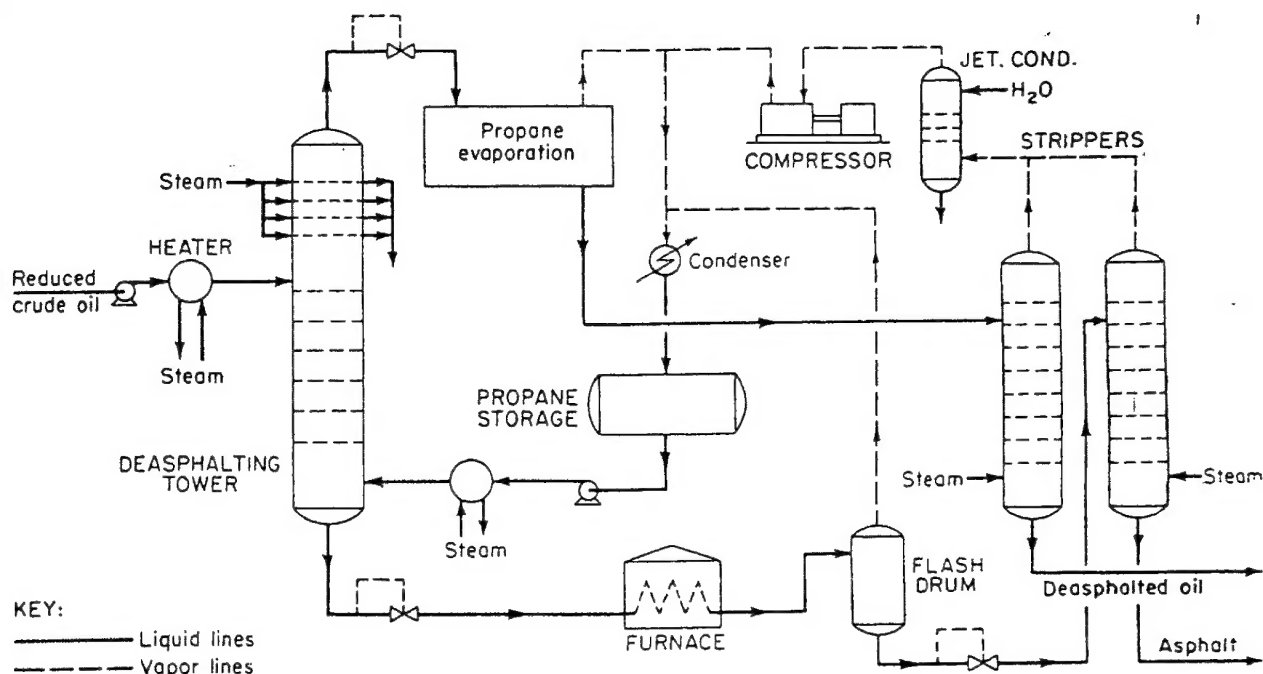 JET. COND.
H2O
Propane
evaporation
COMPRESSOR
STRIPPERS
Steam
HEATER
Reduced
crude oil
Steam
Condenser
PROPANE
STORAGE
DEASPHALTING
TOWER
Steam
Steam
Steam
FLASH
DRUM
FURNACE
Deasphalted oil
Asphalt
KEY:
Liquid lines
Vapor lines